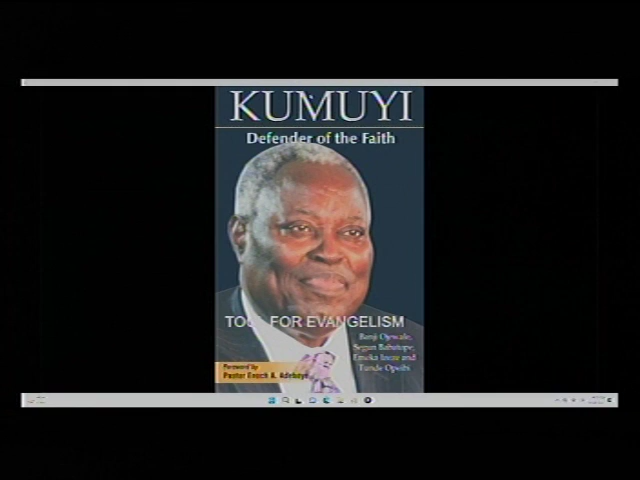 KUMUYI
Defender of the Faith
TOOL FOR EVANGELISM
Banji Ojewale,
Segun Babatope,
Emeka Izeze and
Tunde Opeibi
Foreword by
Pastor Enoch A. Adeboye